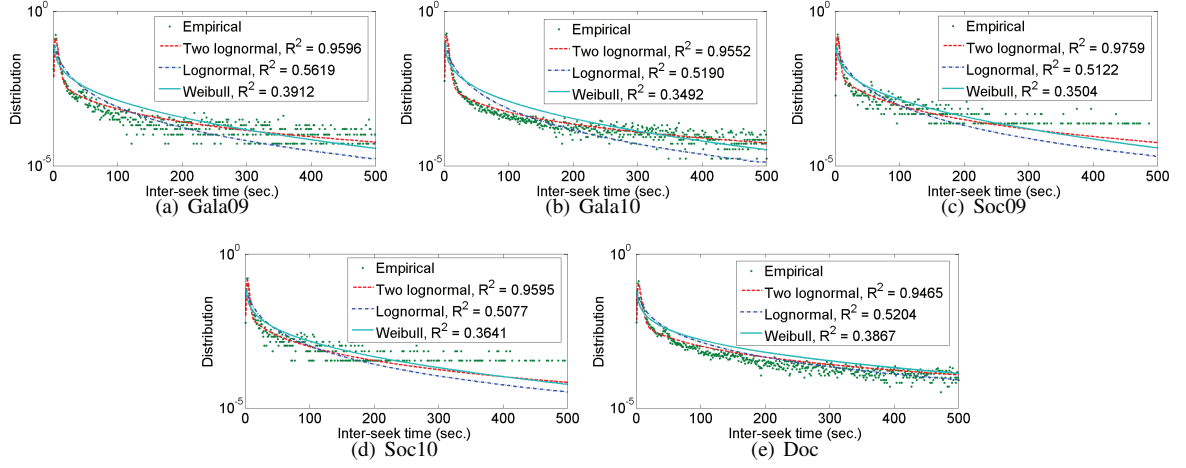 Distribution
10^0
10^-5
Empirical
Two lognormal, R^2 = 0.9596
Lognormal, R^2 = 0.5619
Weibull, R^2 = 0.3912
0 100 200 300 400 500
Inter-seek time (sec.)
(a) Gala09
Distribution
10^0
10^-5
Empirical
Two lognormal, R^2 = 0.9552
Lognormal, R^2 = 0.5190
Weibull, R^2 = 0.3492
0 100 200 300 400 500
Inter-seek time (sec.)
(b) Gala10
Distribution
10^0
10^-5
Empirical
Two lognormal, R^2 = 0.9759
Lognormal, R^2 = 0.5122
Weibull, R^2 = 0.3504
0 100 200 300 400 500
Inter-seek time (sec.)
(c) Soc09
Distribution
10^0
10^-5
Empirical
Two lognormal, R^2 = 0.9595
Lognormal, R^2 = 0.5077
Weibull, R^2 = 0.3641
0 100 200 300 400 500
Inter-seek time (sec.)
(d) Soc10
Distribution
10^0
10^-5
Empirical
Two lognormal, R^2 = 0.9465
Lognormal, R^2 = 0.5204
Weibull, R^2 = 0.3867
0 100 200 300 400 500
Inter-seek time (sec.)
(e) Doc